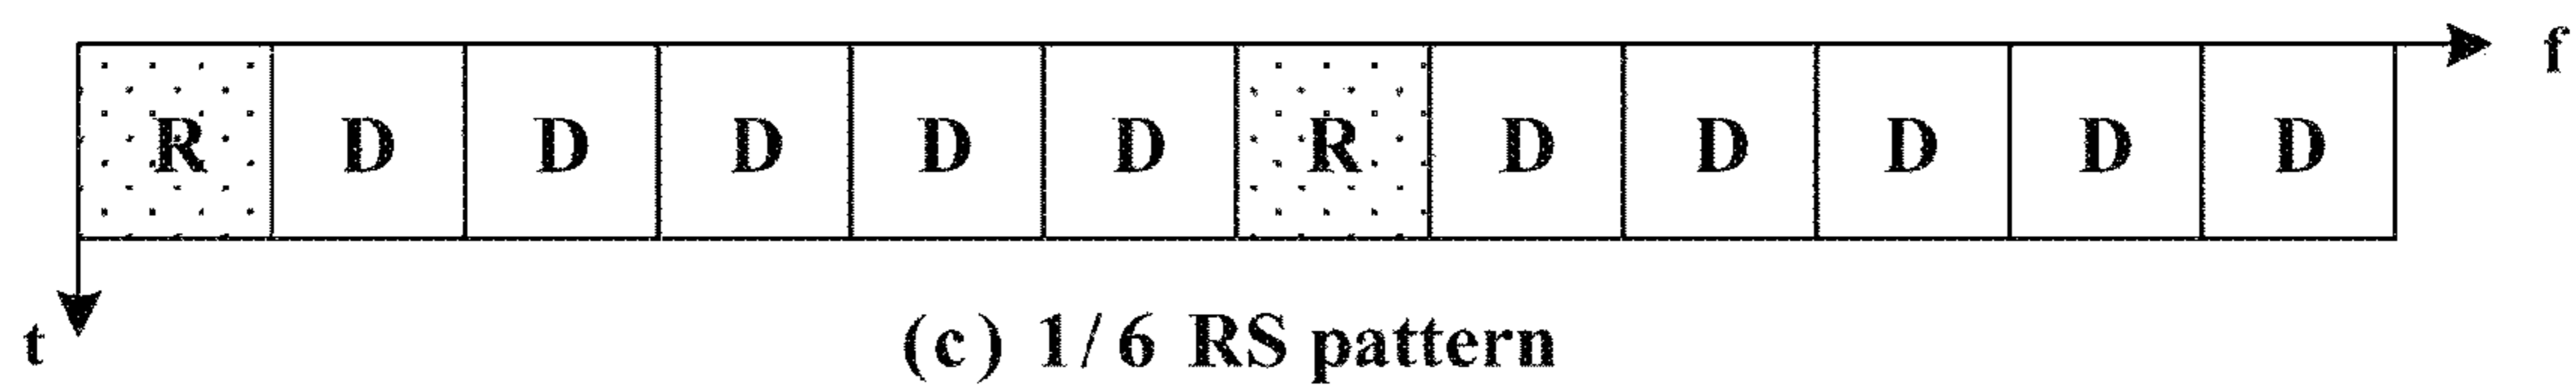 f
R D D D D D R D D D D D
t
(c) 1/6 RS pattern